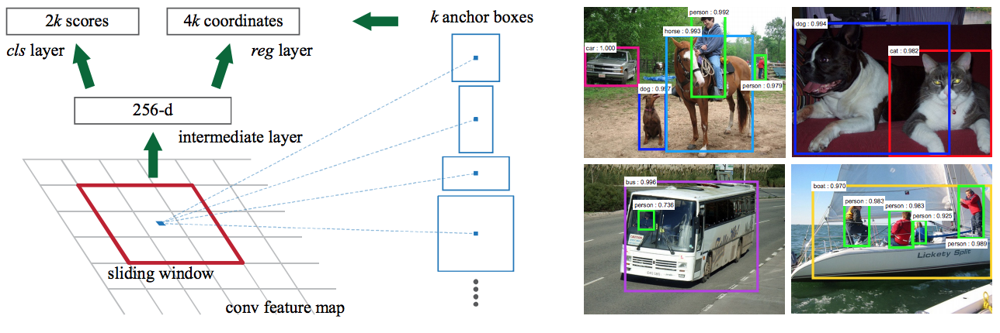 2k scores
4k coordinates
k anchor boxes
cls layer
reg layer
256-d
intermediate layer
sliding window
conv feature map
person : 0.992
horse : 0.993
car : 1.000
dog : 0.997
person : 0.979
dog : 0.994
cat : 0.982
bus : 0.996
person : 0.736
boat : 0.970
person : 0.983
person : 0.983
person : 0.925
person : 0.989
Lickety Split